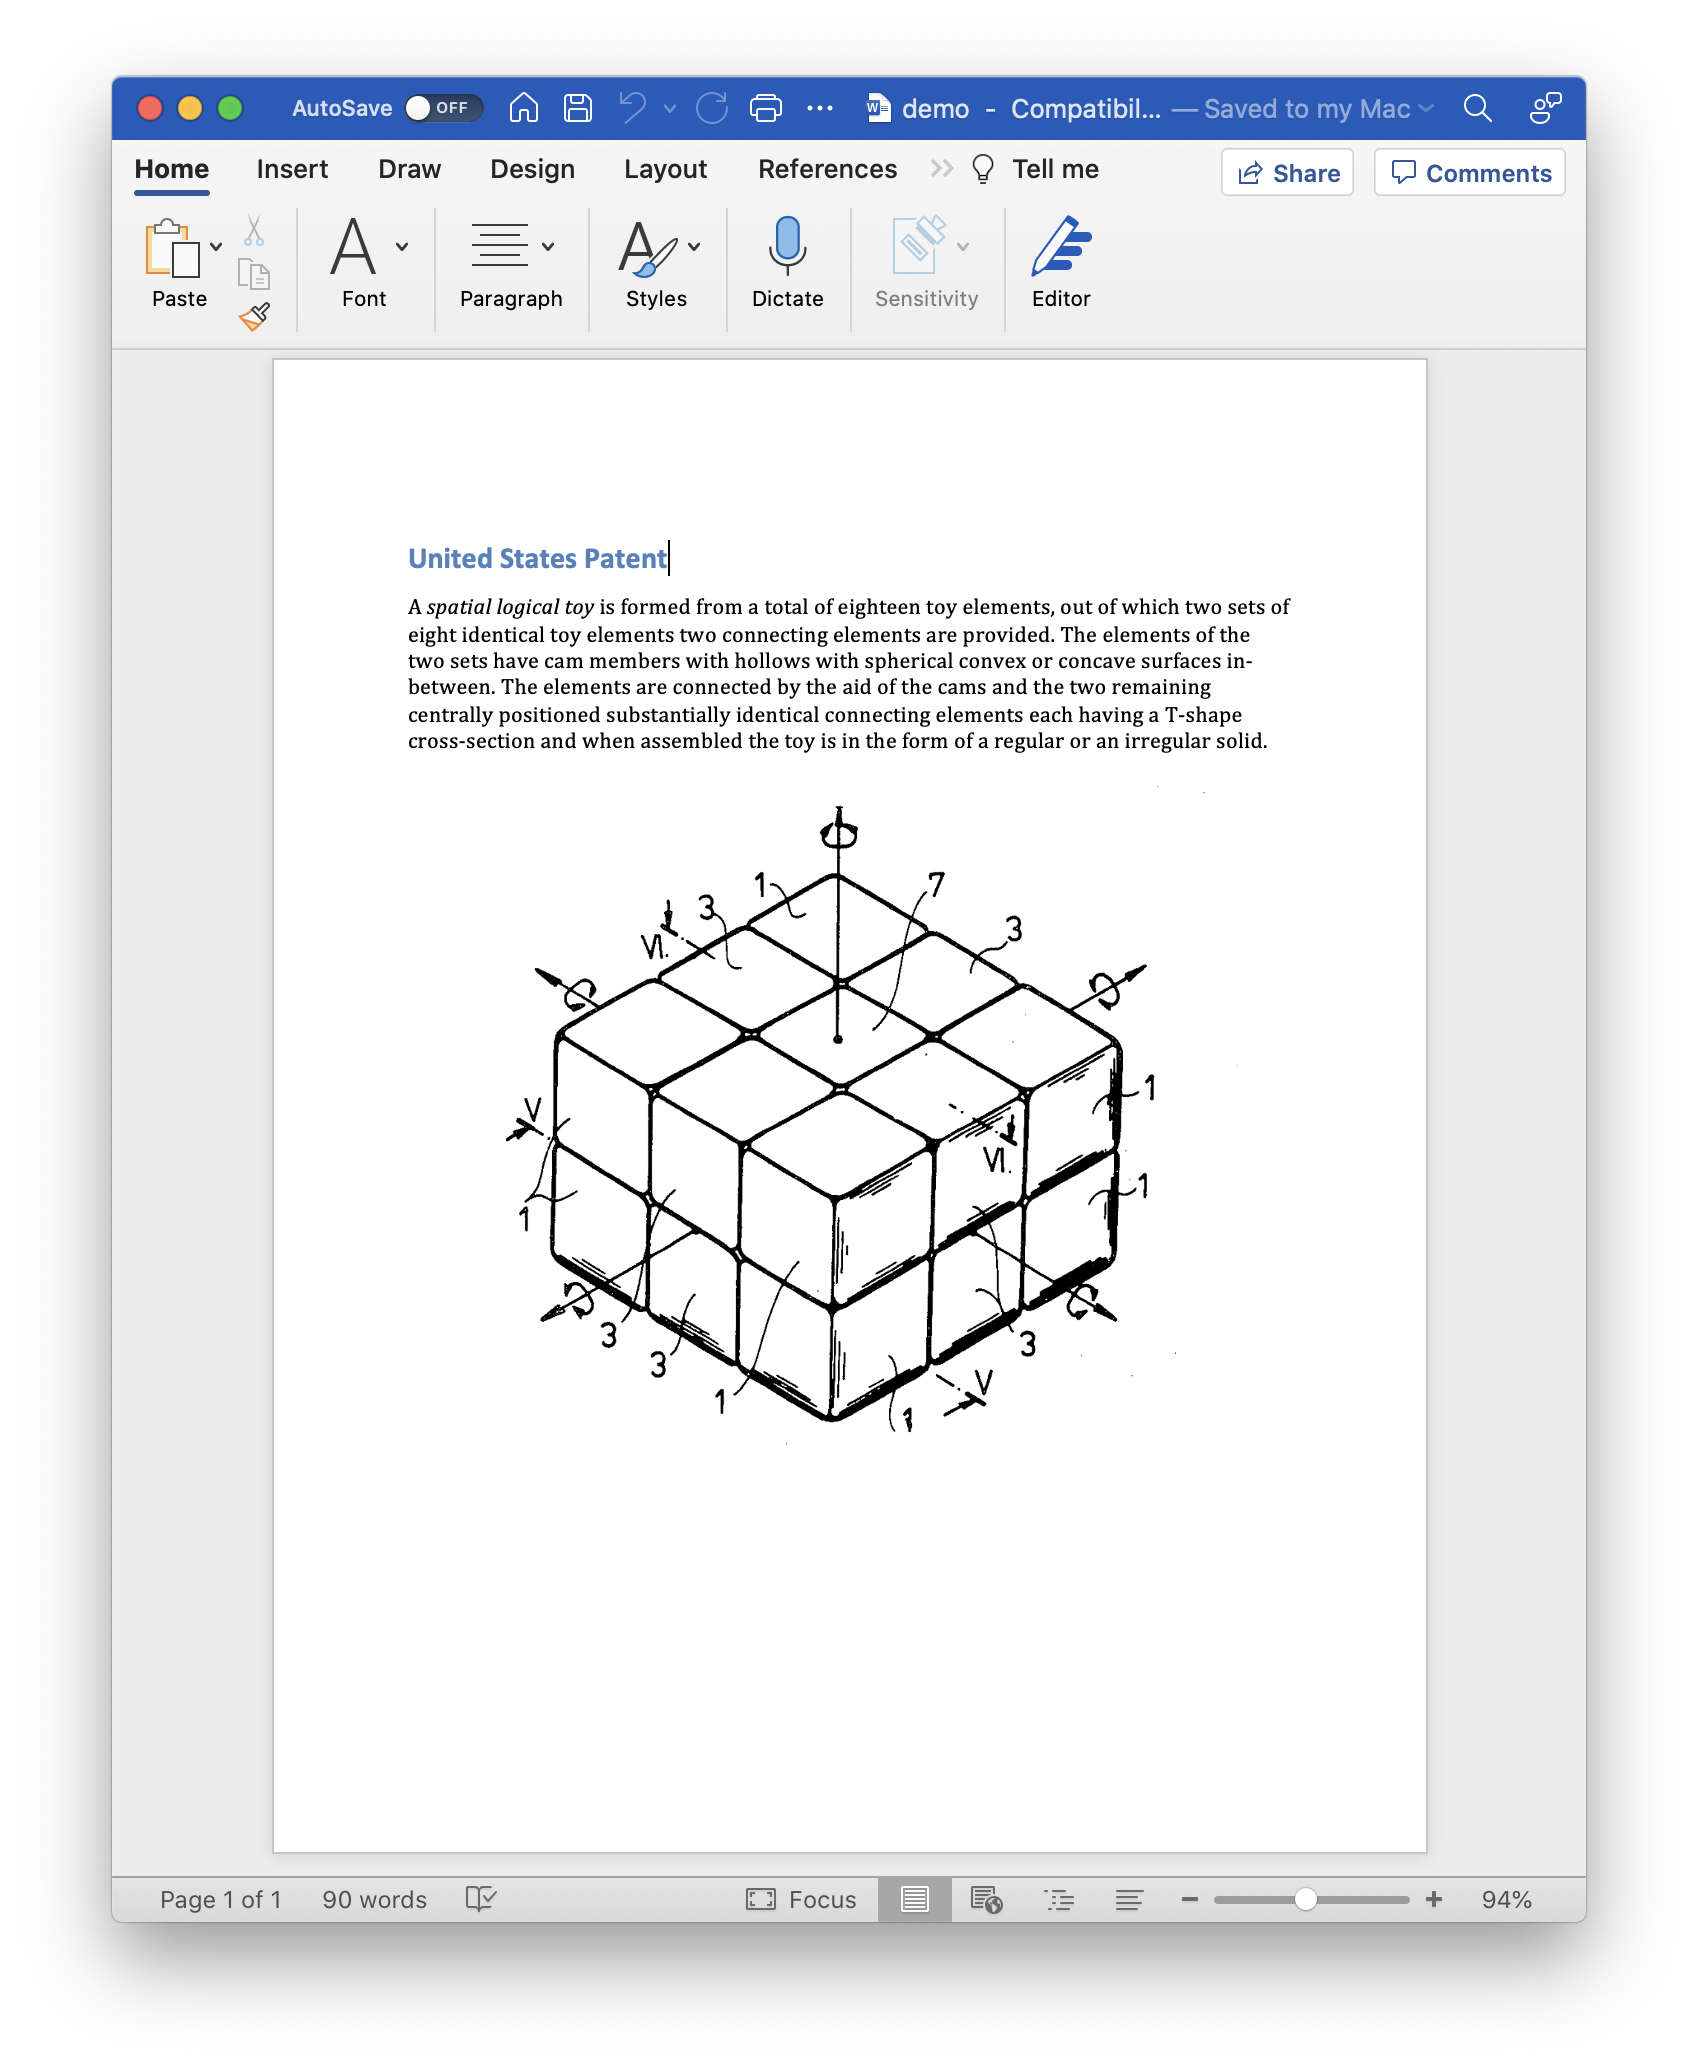 AutoSave OFF demo - Compatibil... — Saved to my Mac
Home Insert Draw Design Layout References Tell me Share Comments
Paste Font Paragraph Styles Dictate Sensitivity Editor
United States Patent
A spatial logical toy is formed from a total of eighteen toy elements, out of which two sets of
eight identical toy elements two connecting elements are provided. The elements of the
two sets have cam members with hollows with spherical convex or concave surfaces in-
between. The elements are connected by the aid of the cams and the two remaining
centrally positioned substantially identical connecting elements each having a T-shape
cross-section and when assembled the toy is in the form of a regular or an irregular solid.
1 7
3 3
VI.
1
V
VI.
1
1
3 3
3
1 V
1
Page 1 of 1 90 words Focus 94%